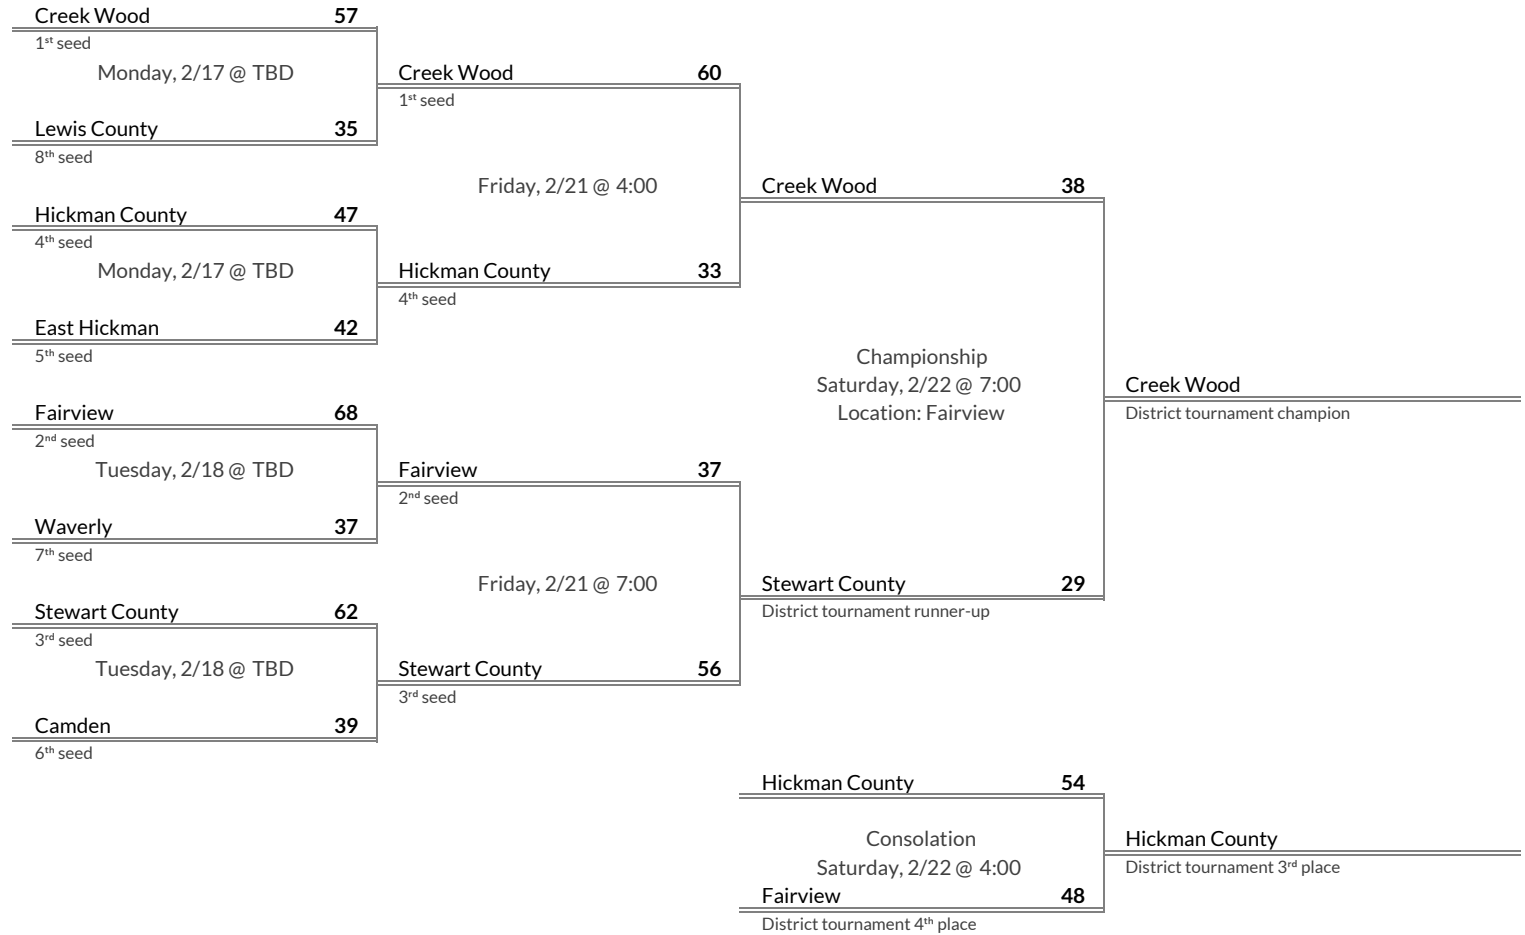 Creek Wood 57
1st seed
Monday, 2/17 @ TBD
Lewis County 35
8th seed
Hickman County 47
4th seed
Monday, 2/17 @ TBD
East Hickman 42
5th seed
Fairview 68
2nd seed
Tuesday, 2/18 @ TBD
Waverly 37
7th seed
Stewart County 62
3rd seed
Tuesday, 2/18 @ TBD
Camden 39
6th seed
Creek Wood 60
1st seed
Friday, 2/21 @ 4:00
Hickman County 33
4th seed
Fairview 37
2nd seed
Friday, 2/21 @ 7:00
Stewart County 56
3rd seed
Creek Wood 38
Championship
Saturday, 2/22 @ 7:00
Location: Fairview
Stewart County 29
District tournament runner-up
Creek Wood
District tournament champion
Hickman County 54
Consolation
Saturday, 2/22 @ 4:00
Fairview 48
District tournament 4th place
Hickman County
District tournament 3rd place